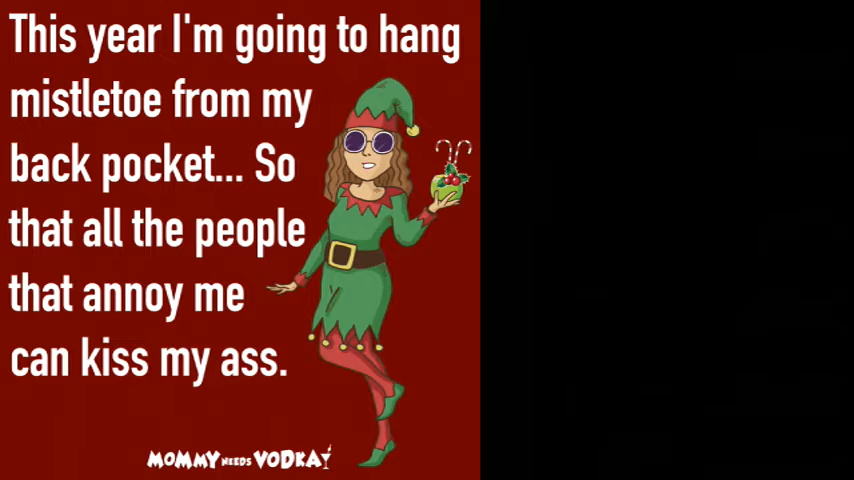 This year I'm going to hang
mistletoe from my
back pocket... So
that all the people
that annoy me
can kiss my ass.
MOMMY NEEDS VODKA